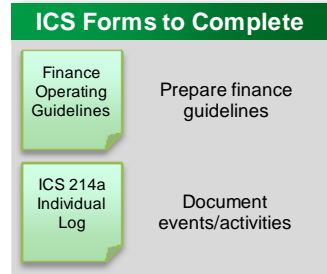 ICS Forms to Complete
Finance
Operating
Guidelines
Prepare finance
guidelines
ICS 214a
Individual
Log
Document
events/activities